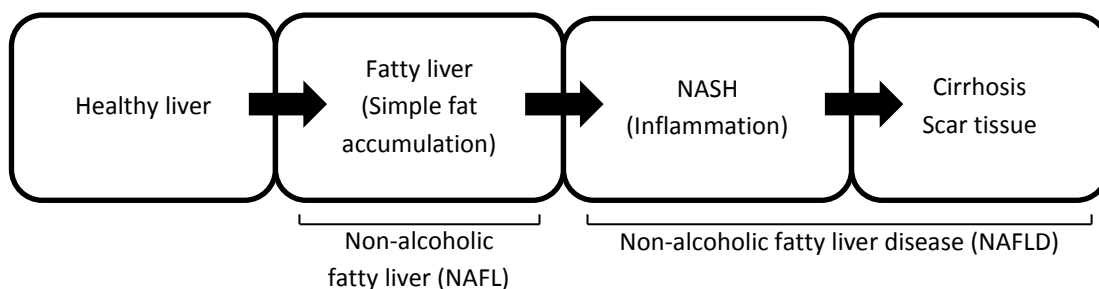 Healthy liver
Fatty liver
(Simple fat
accumulation)
NASH
(Inflammation)
Cirrhosis
Scar tissue
Non-alcoholic
fatty liver (NAFL)
Non-alcoholic fatty liver disease (NAFLD)